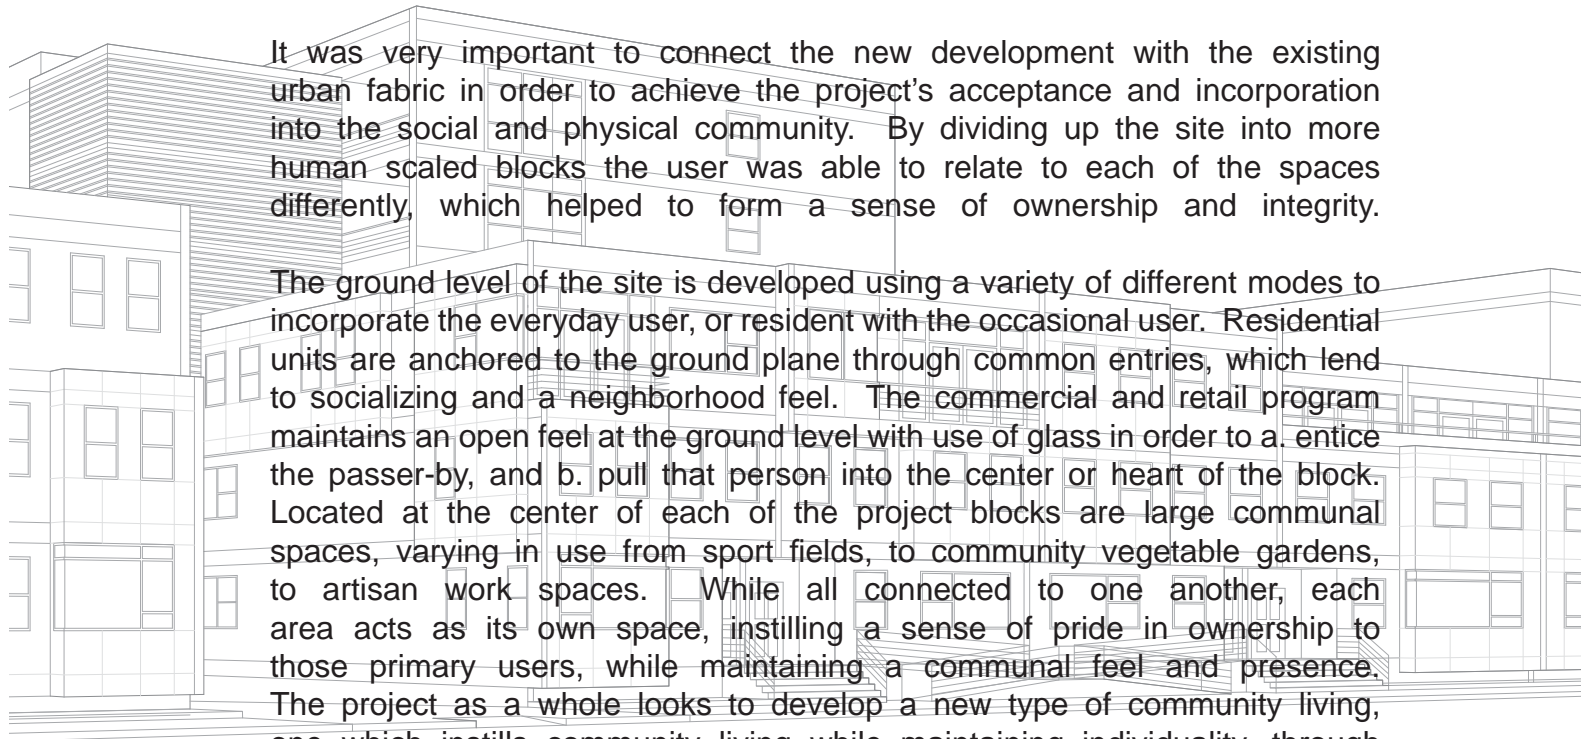 It was very important to connect the new development with the existing
urban fabric in order to achieve the project's acceptance and incorporation
into the social and physical community. By dividing up the site into more
human scaled blocks the user was able to relate to each of the spaces
differently, which helped to form a sense of ownership and integrity.
The ground level of the site is developed using a variety of different modes to
incorporate the everyday user, or resident with the occasional user. Residential
units are anchored to the ground plane through common entries, which lend
to socializing and a neighborhood feel. The commercial and retail program
maintains an open feel at the ground level with use of glass in order to a. entice
the passer-by, and b. pull that person into the center or heart of the block.
Located at the center of each of the project blocks are large communal
spaces, varying in use from sport fields, to community vegetable gardens,
to artisan work spaces. While all connected to one another, each
area acts as its own space, instilling a sense of pride in ownership to
those primary users, while maintaining a communal feel and presence.
The project as a whole looks to develop a new type of community living,
one which instills community living while maintaining individuality, through